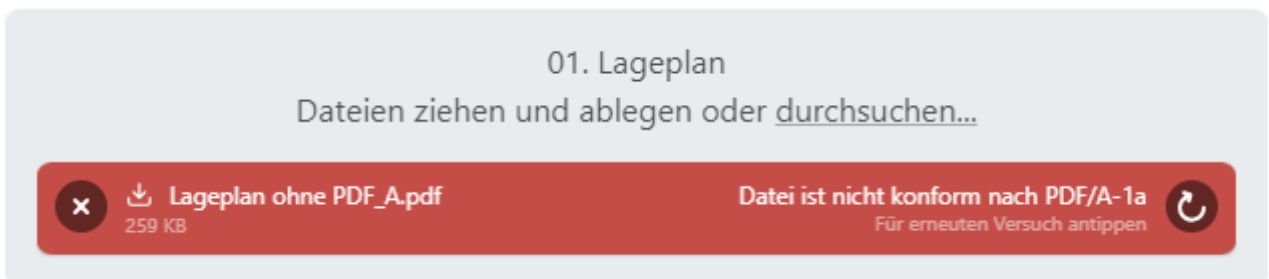 01. Lageplan
Dateien ziehen und ablegen oder durchsuchen...
Lageplan ohne PDF_A.pdf
259 KB
Datei ist nicht konform nach PDF/A-1a
Für erneuten Versuch antippen